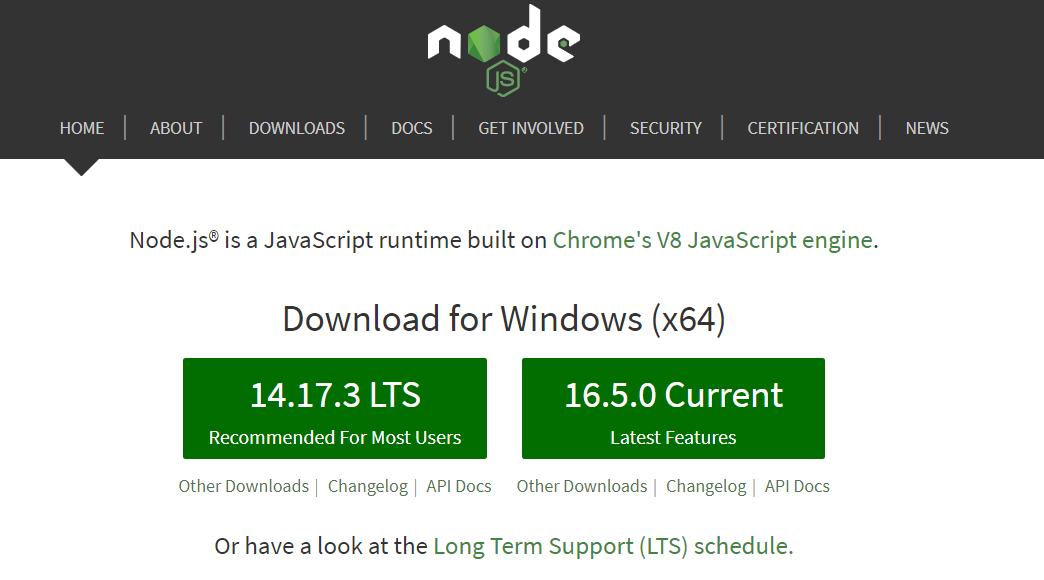 node
JS®
HOME | ABOUT | DOWNLOADS | DOCS | GET INVOLVED | SECURITY | CERTIFICATION | NEWS
Node.js® is a JavaScript runtime built on Chrome's V8 JavaScript engine.
Download for Windows (x64)
14.17.3 LTS
Recommended For Most Users
16.5.0 Current
Latest Features
Other Downloads | Changelog | API Docs
Other Downloads | Changelog | API Docs
Or have a look at the Long Term Support (LTS) schedule.